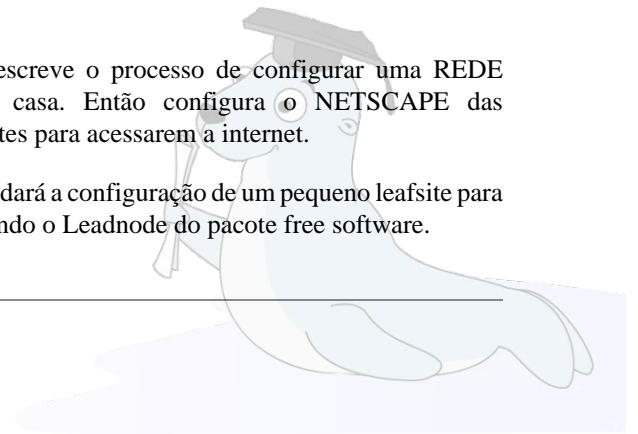 escreve o processo de configurar uma REDE
casa. Então configura o NETSCAPE das
tes para acessarem a internet.
dará a configuração de um pequeno leafsite para
ndo o Leadnode do pacote free software.